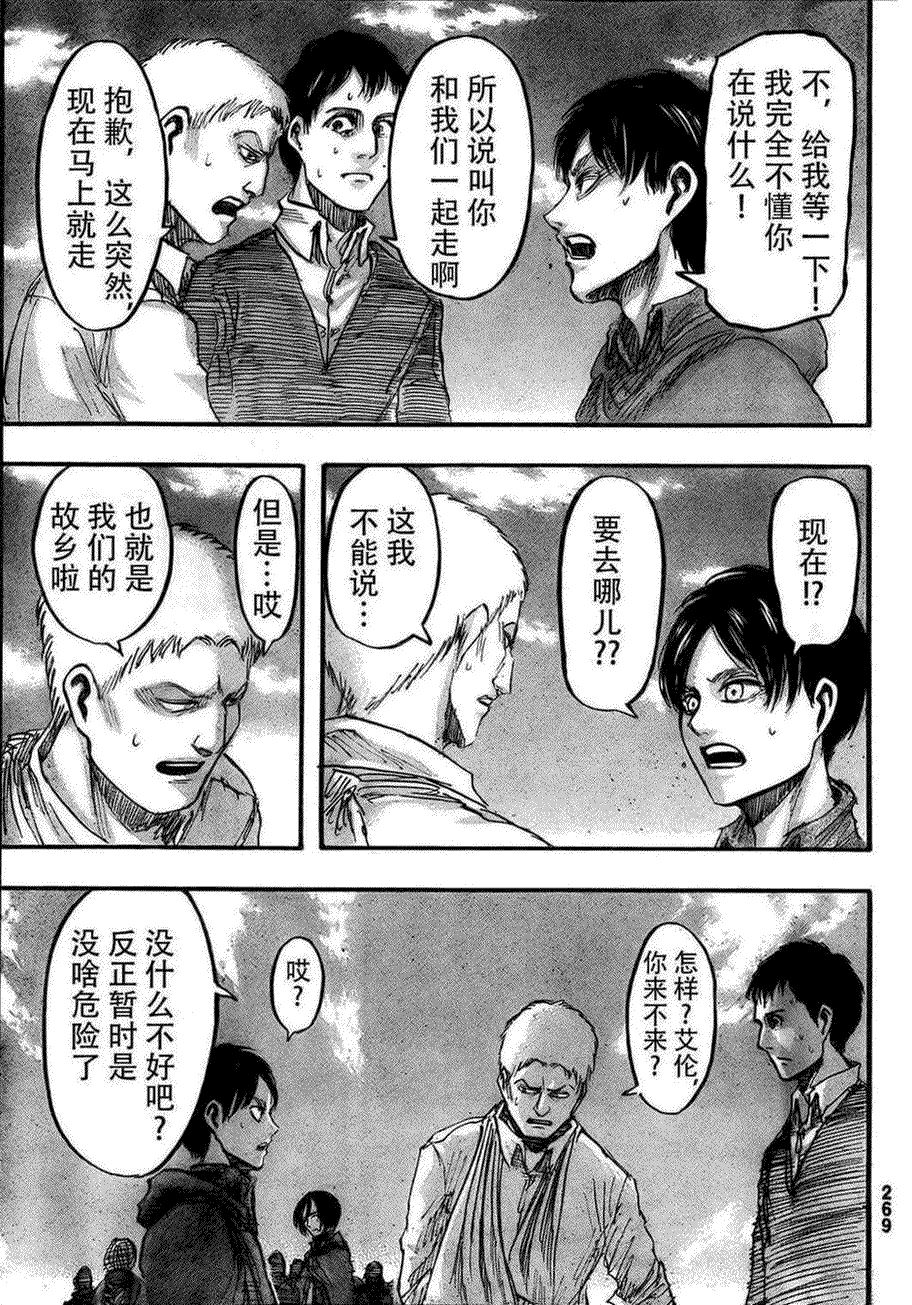 不，给我等一下！
我完全不懂你
在说什么！
所以说叫你
和我们一起走啊
抱歉，这么突然，
现在马上就走
现在!?
要去哪儿??
这我
不能说…
但是…哎
也就是
我们的
故乡啦
怎样?艾伦，
你来不来?
哎?
没什么不好吧?
反正暂时是
没啥危险了
269